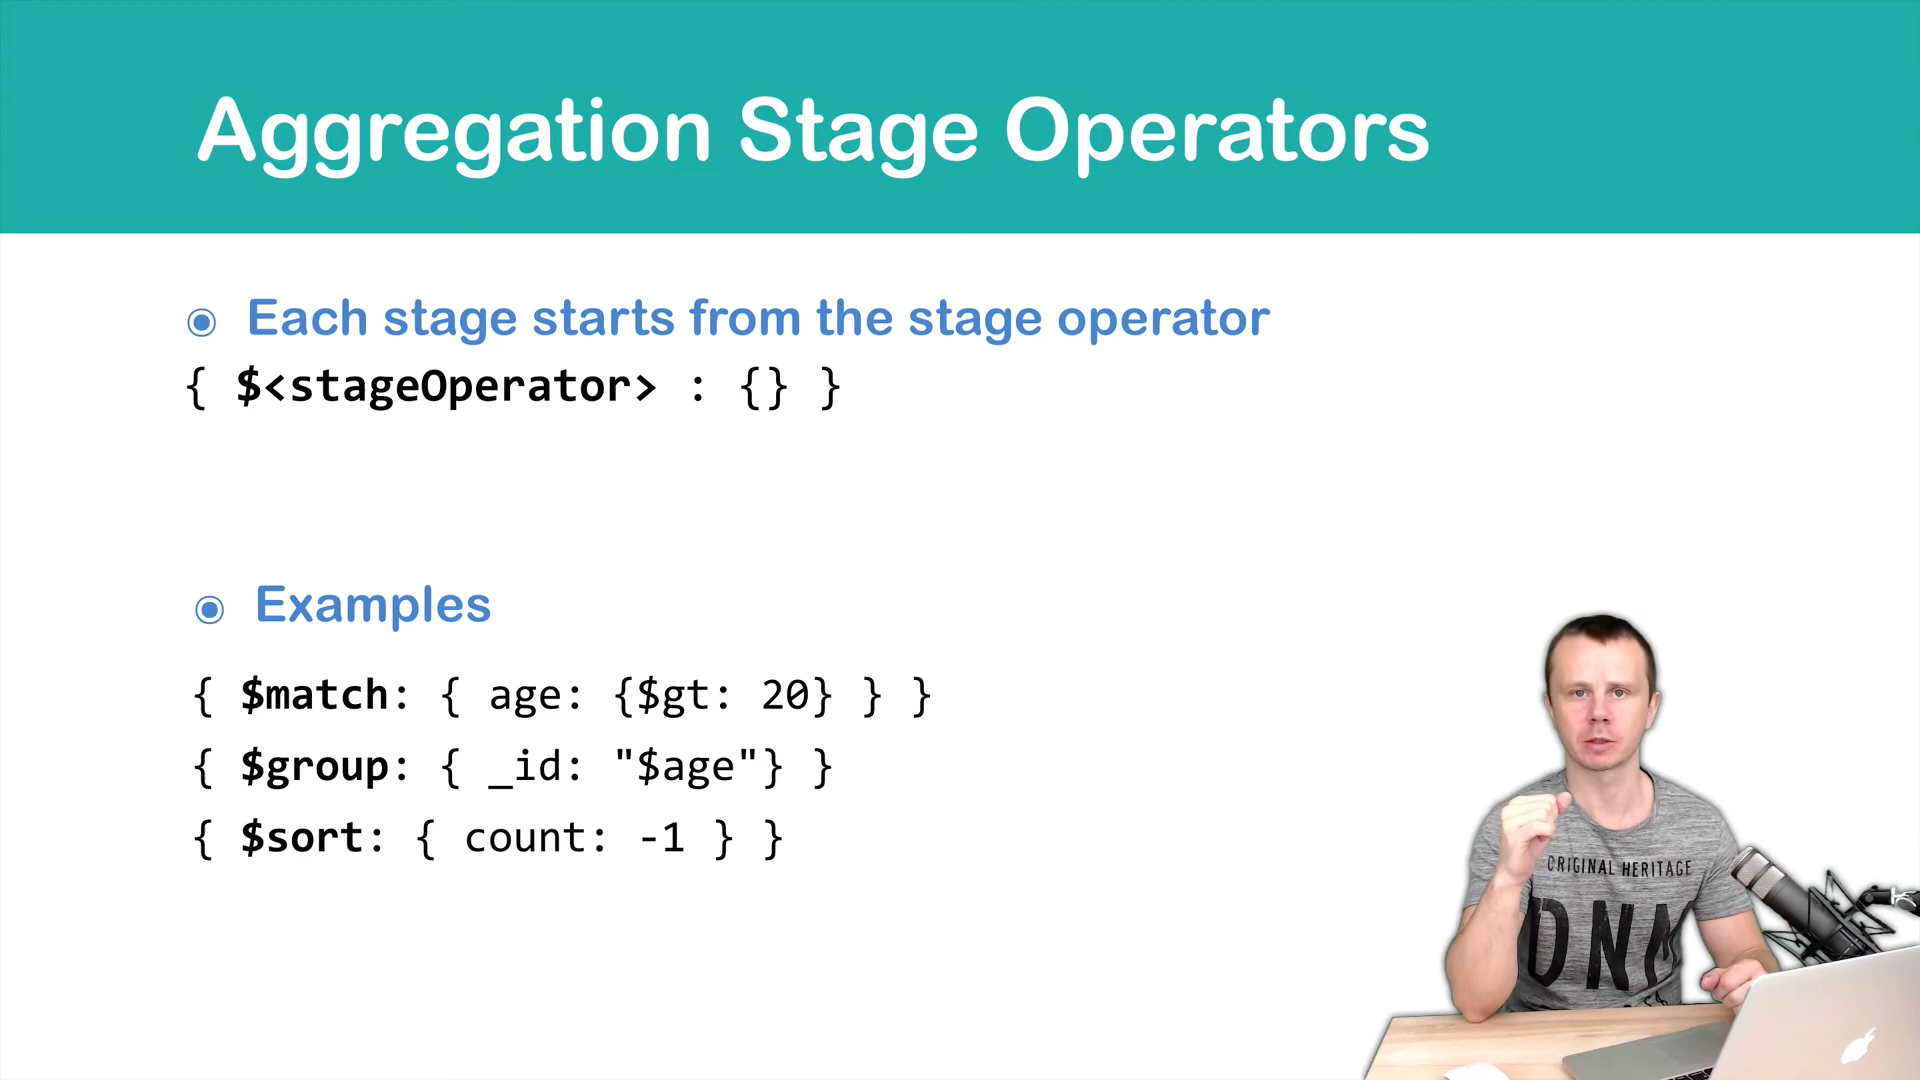 Aggregation Stage Operators
Each stage starts from the stage operator
{ $<stageOperator> : {} }
Examples
{ $match: { age: {$gt: 20} } }
{ $group: { _id: "$age"} }
{ $sort: { count: -1 } }
ORIGINAL HERITAGE
DNM